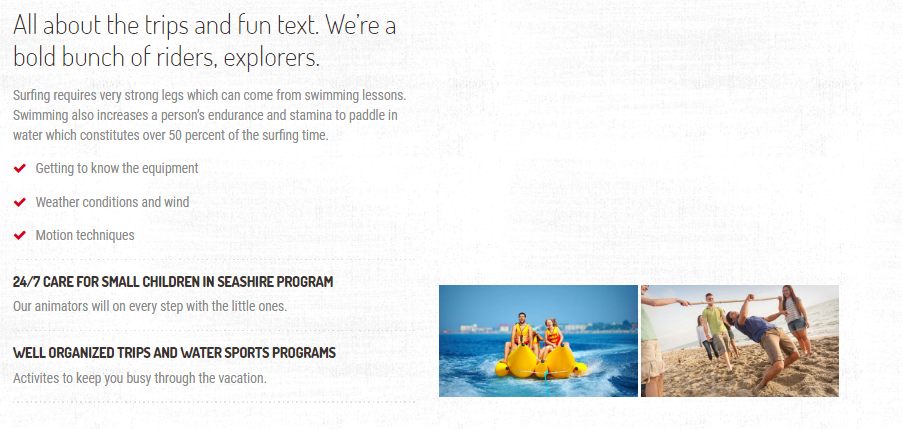 All about the trips and fun text. We’re a
bold bunch of riders, explorers.
Surfing requires very strong legs which can come from swimming lessons.
Swimming also increases a person’s endurance and stamina to paddle in
water which constitutes over 50 percent of the surfing time.
Getting to know the equipment
Weather conditions and wind
Motion techniques
24/7 CARE FOR SMALL CHILDREN IN SEASHIRE PROGRAM
Our animators will on every step with the little ones.
WELL ORGANIZED TRIPS AND WATER SPORTS PROGRAMS
Activites to keep you busy through the vacation.